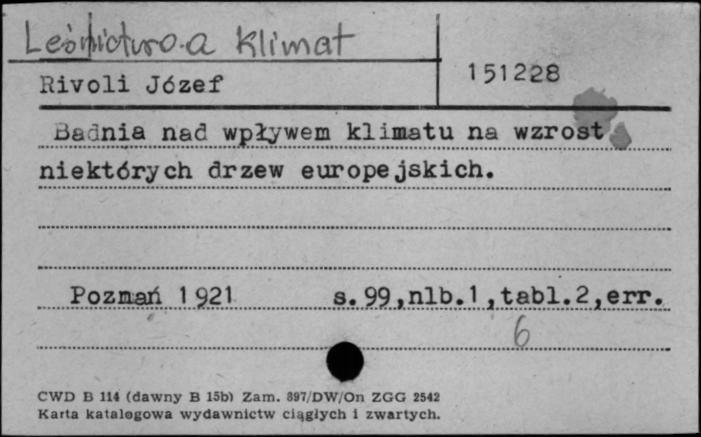 Leśnictwo a klimat
Rivoli Józef
151228
Badnia nad wpływem klimatu na wzrost
niektórych drzew europejskich.
Poznań 1921 s.99,nlb.1,tabl.2,err.
6
CWD B 114 (dawny B 15b) Zam. 897/DW/On ZGG 2542
Karta katalogowa wydawnictw ciągłych i zwartych.